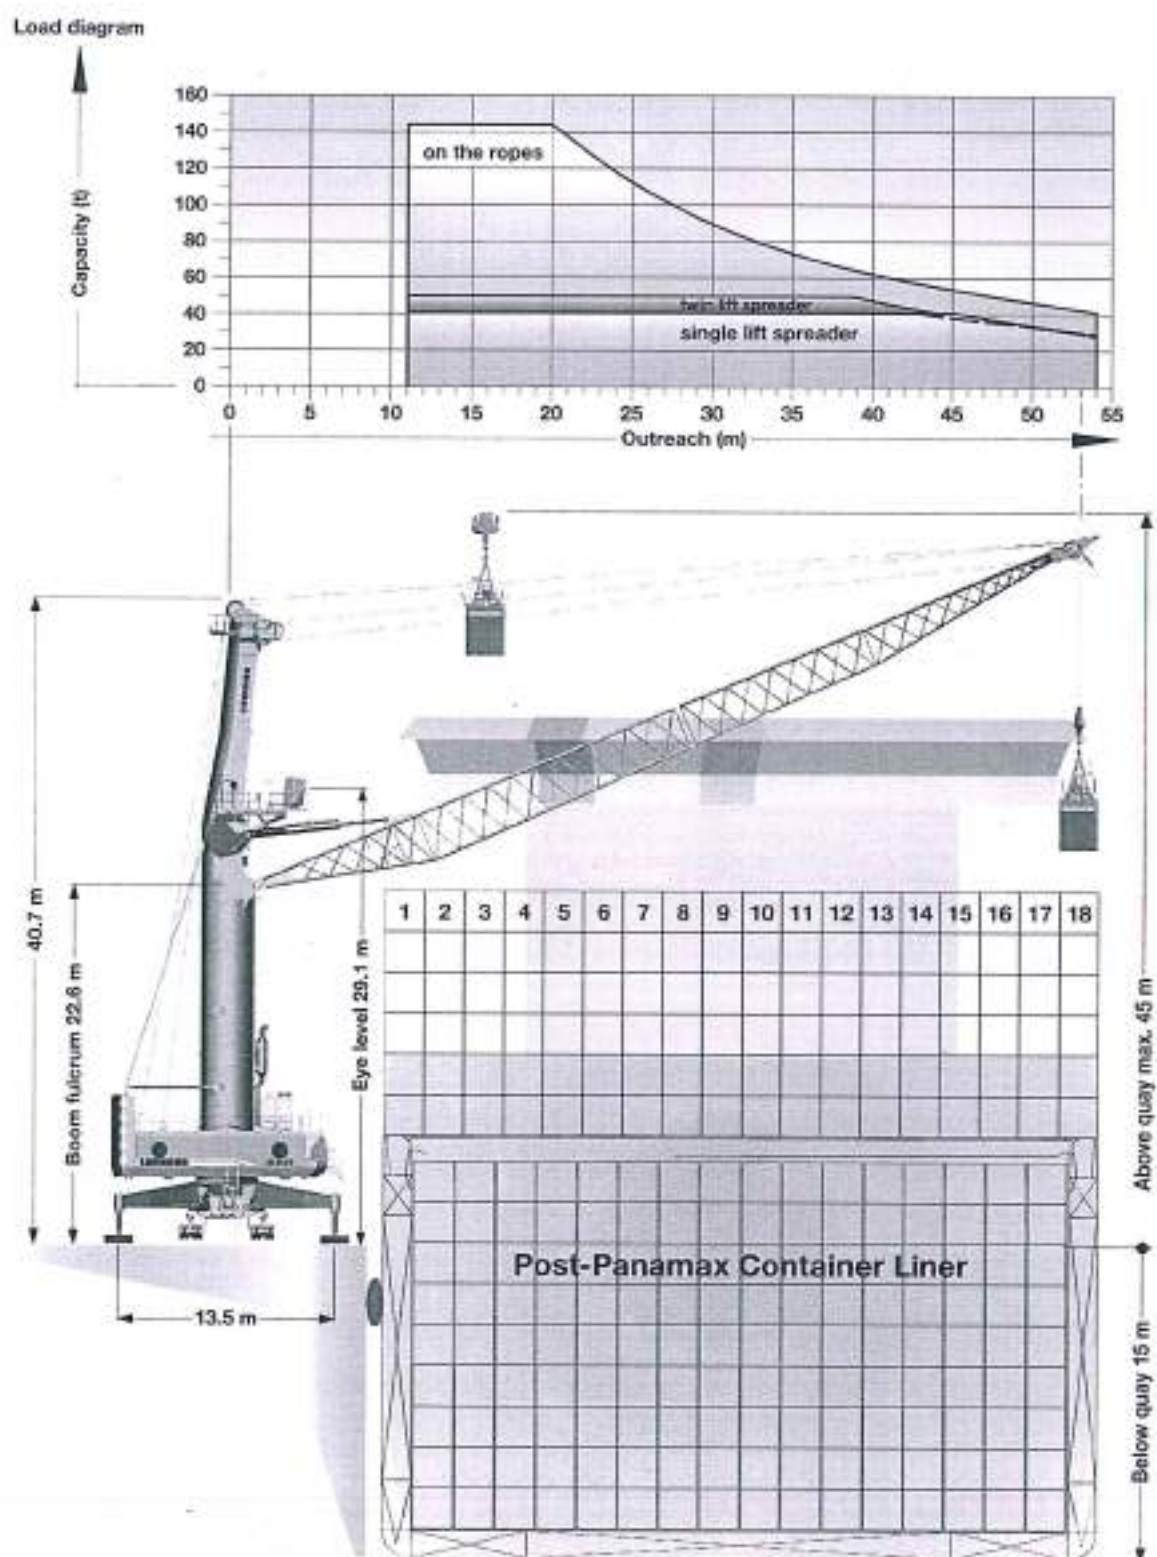 Load diagram
Capacity (t)
160
140
120
100
80
60
40
20
0
on the ropes
twin lift spreader
single lift spreader
0 5 10 15 20 25 30 35 40 45 50 55
Outreach (m)
40.7 m
Boom fulcrum 22.6 m
Eye level 29.1 m
Above quay max. 45 m
1 2 3 4 5 6 7 8 9 10 11 12 13 14 15 16 17 18
LIEBHERR
Post-Panamax Container Liner
13.5 m
Below quay 15 m